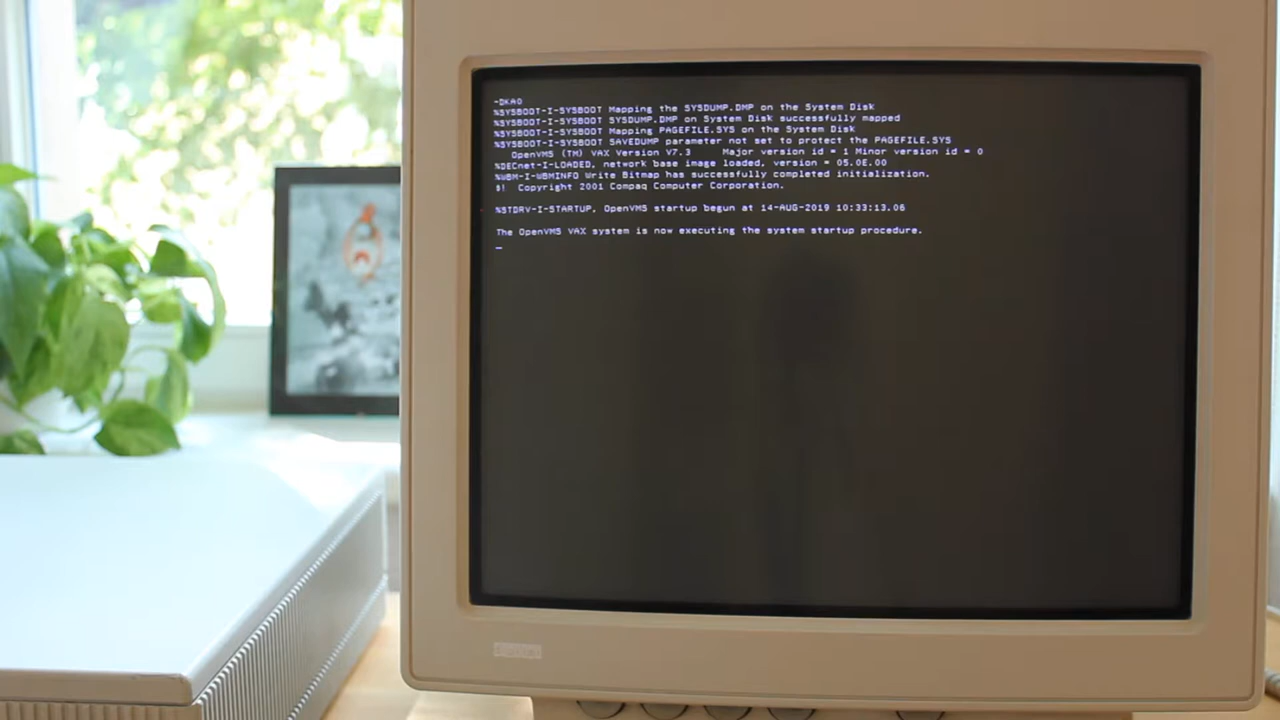 -DKA0
%SYSBOOT-I-SYSBOOT Mapping the SYSDUMP.DMP on the System Disk
%SYSBOOT-I-SYSBOOT SYSDUMP.DMP on System Disk successfully mapped
%SYSBOOT-I-SYSBOOT Mapping PAGEFILE.SYS on the System Disk
%SYSBOOT-I-SYSBOOT SAVEDUMP parameter not set to protect the PAGEFILE.SYS
OpenVMS (TM) VAX Version V7.3 Major version id = 1 Minor version id = 0
%DECnet-I-LOADED, network base image loaded, version = 05.0E.00
%WBM-I-WBMINFO Write Bitmap has successfully completed initialization.
$! Copyright 2001 Compaq Computer Corporation.
%STDRV-I-STARTUP, OpenVMS startup begun at 14-AUG-2019 10:33:13.06
The OpenVMS VAX system is now executing the system startup procedure.